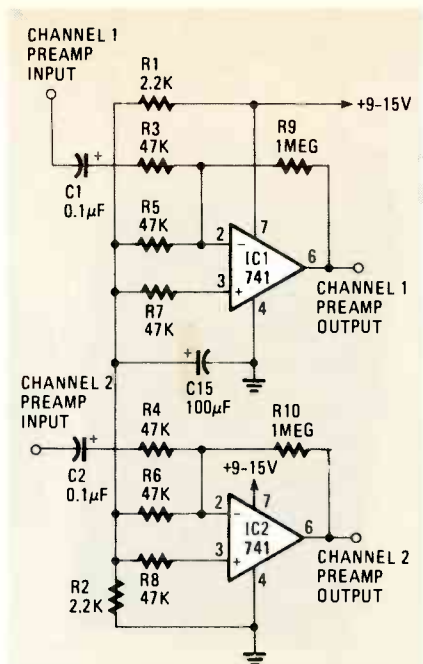 CHANNEL 1
PREAMP
INPUT
R1
2.2K
+9-15V
R3
47K
R9
1MEG
+
C1
0.1µF
R5
47K
2
−
7
IC1
741
6
3
+
4
R7
47K
CHANNEL 1
PREAMP
OUTPUT
+
C15
100µF
CHANNEL 2
PREAMP
INPUT
R4
47K
R10
1MEG
+
C2
0.1µF
+9-15V
R6
47K
2
−
7
IC2
741
6
3
+
4
R8
47K
R2
2.2K
CHANNEL 2
PREAMP
OUTPUT